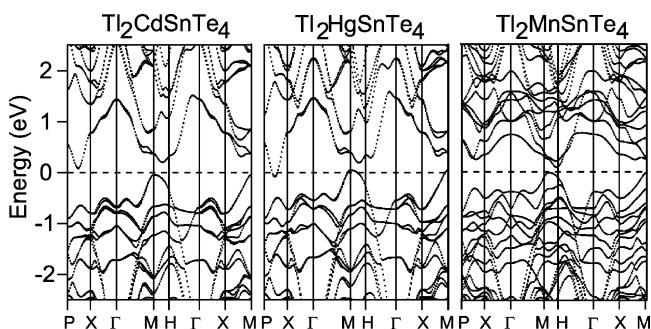 Tl2CdSnTe4 Tl2HgSnTe4 Tl2MnSnTe4
Energy (eV)
2
1
0
-1
-2
P X Γ M H Γ X M P X Γ M H Γ X M P X Γ M H Γ X M